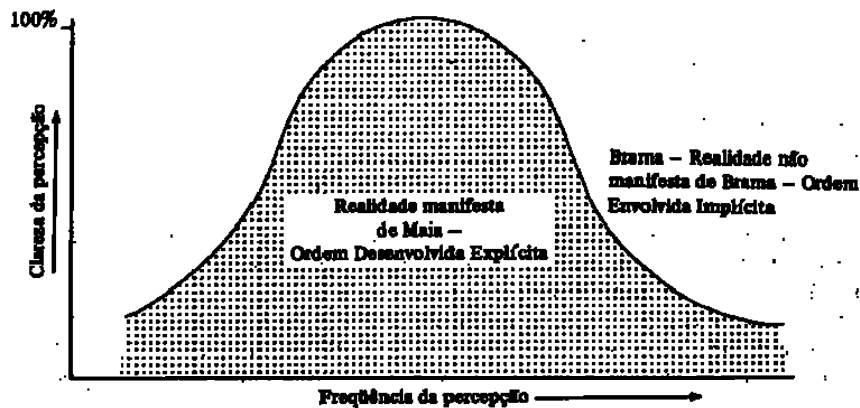 100%
Clareza da percepção
Realidade manifesta
de Maia –
Ordem Desenvolvida Explícita
Brama – Realidade não
manifesta de Brama – Ordem
Envolvida Implícita
Freqüência da percepção